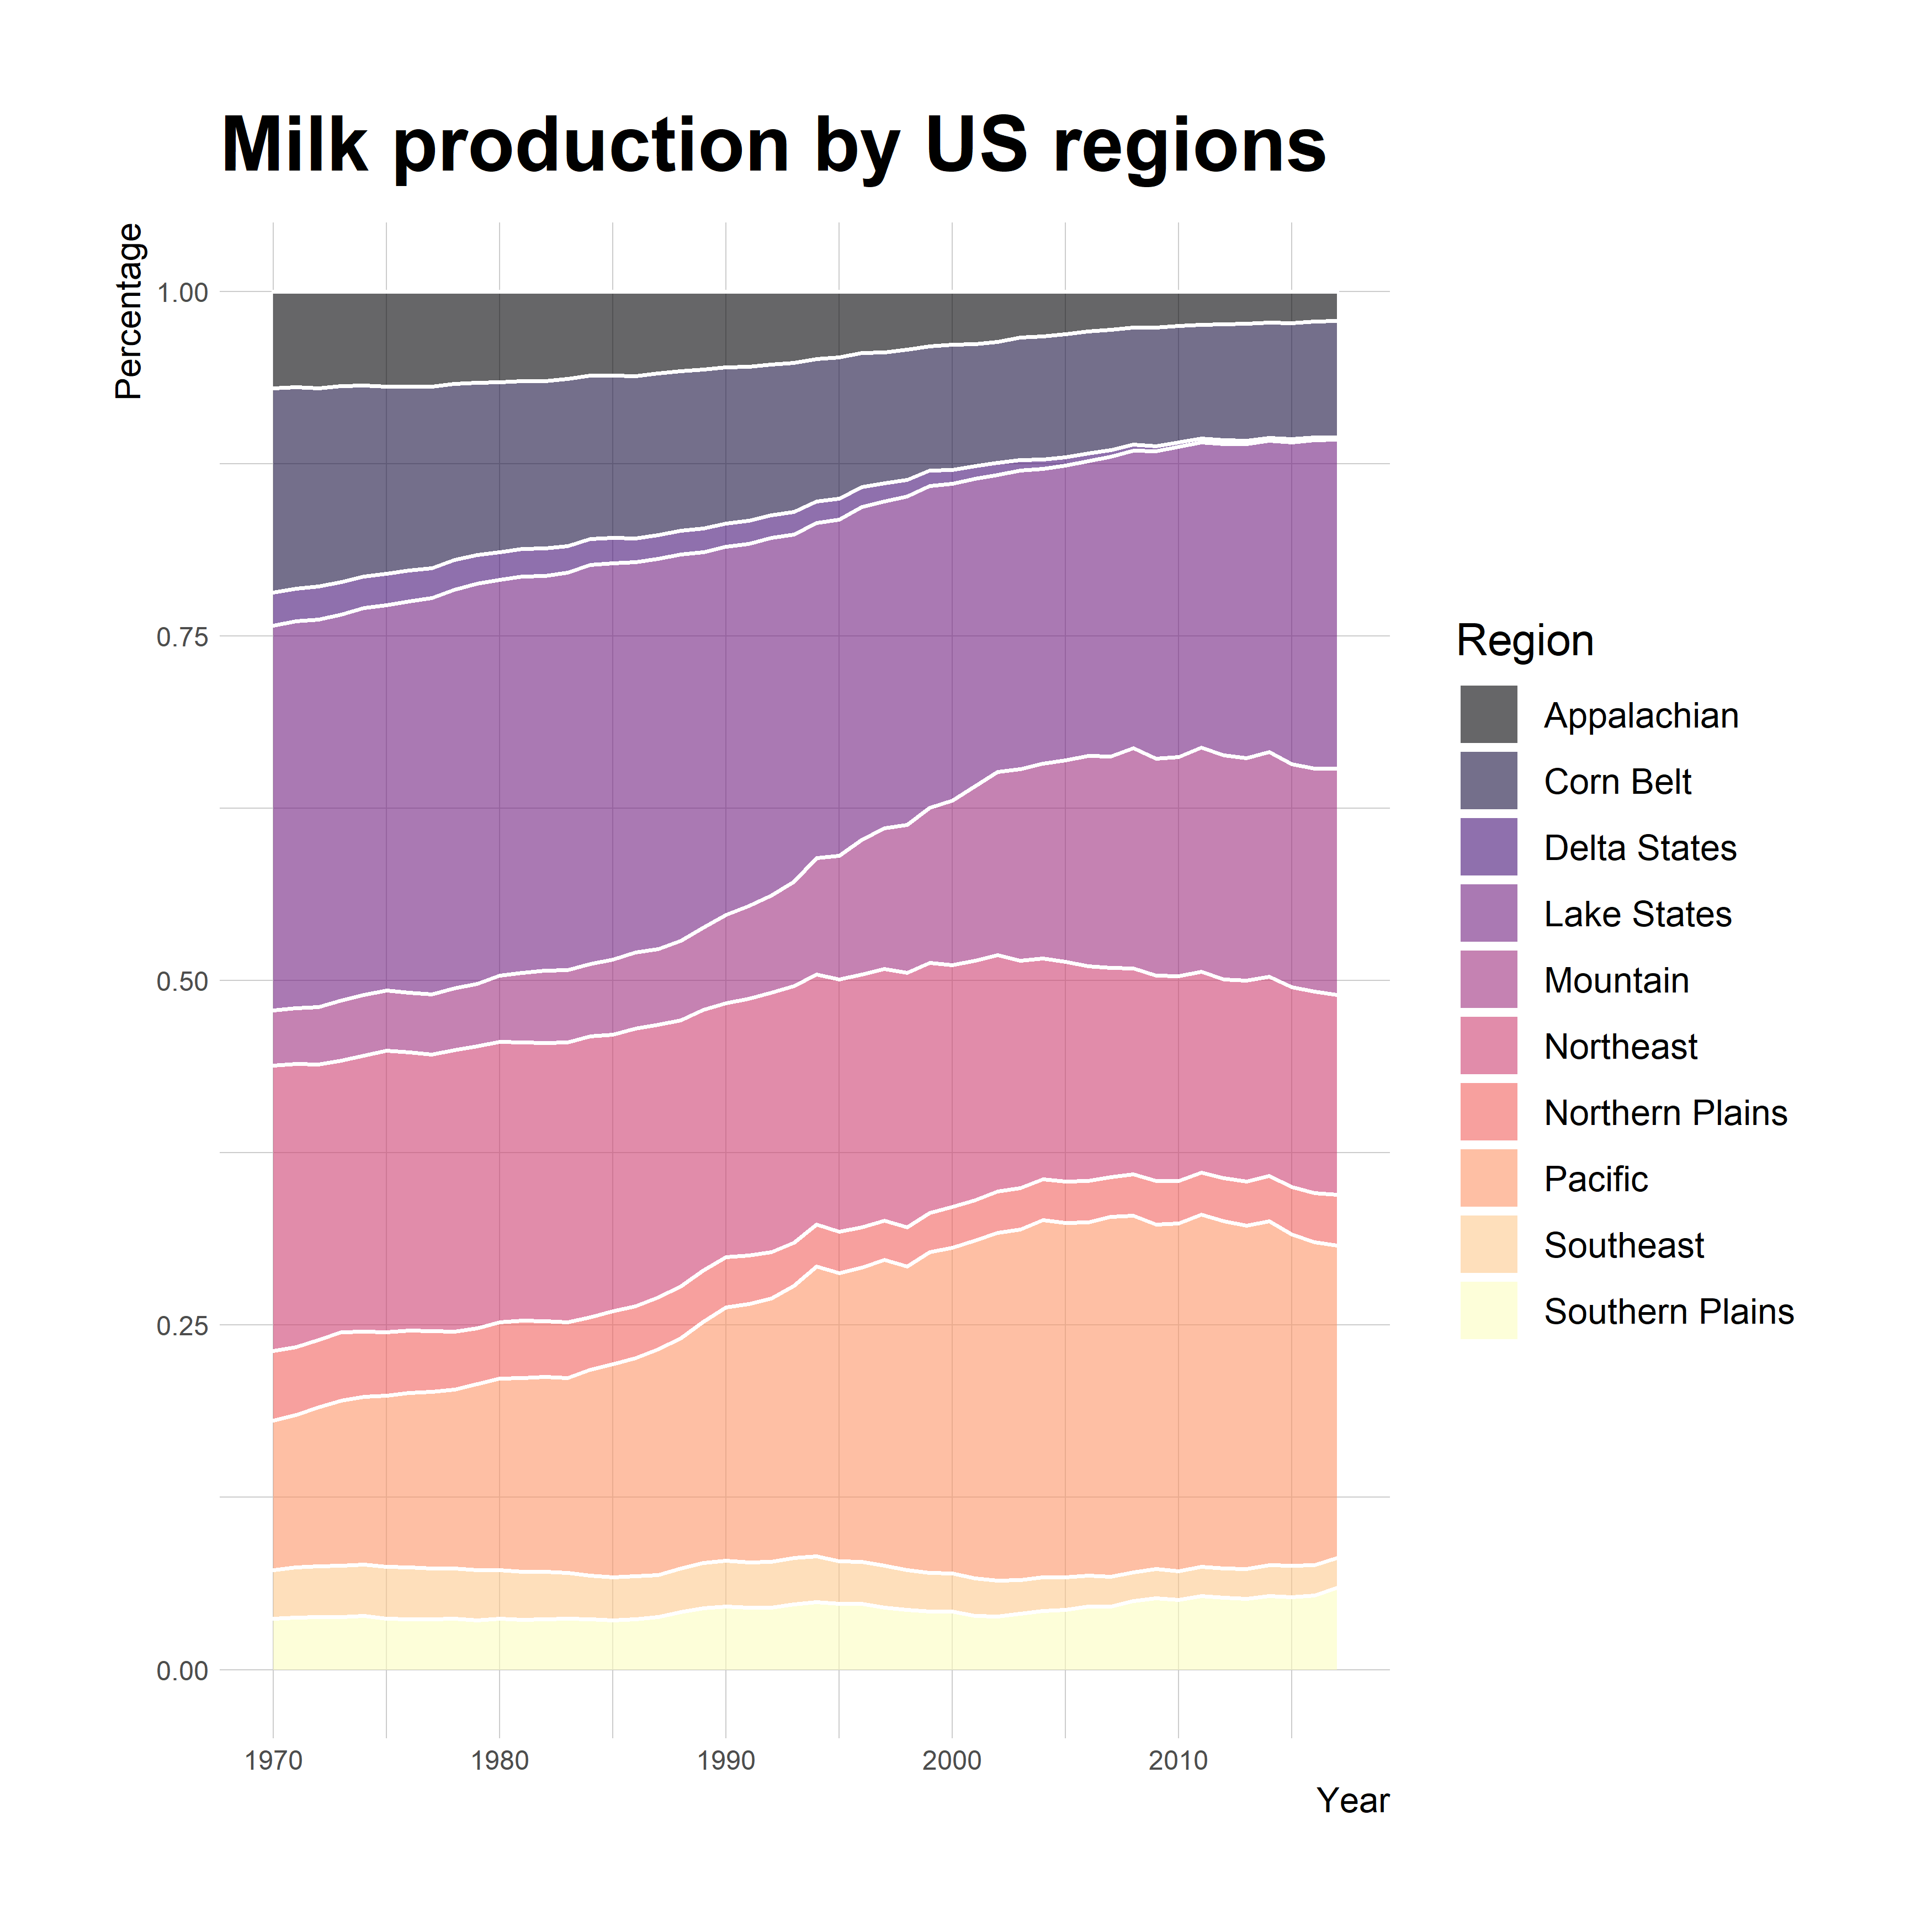 Milk production by US regions
Percentage
1.00
0.75
0.50
0.25
0.00
1970 1980 1990 2000 2010
Year
Region
Appalachian
Corn Belt
Delta States
Lake States
Mountain
Northeast
Northern Plains
Pacific
Southeast
Southern Plains